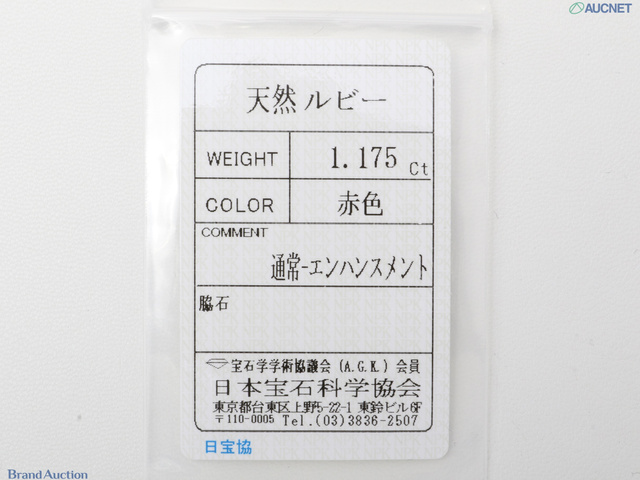 AUCNET
天然 ルビー
WEIGHT 1.175 Ct
COLOR 赤色
COMMENT
通常-エンハンスメント
脇石
宝石学学術協議会 (A.G.K.) 会員
日本宝石科学協会
東京都台東区上野5-22-1 東鈴ビル6F
〒110-0005 Tel.(03)3836-2507
日宝協
Brand Auction